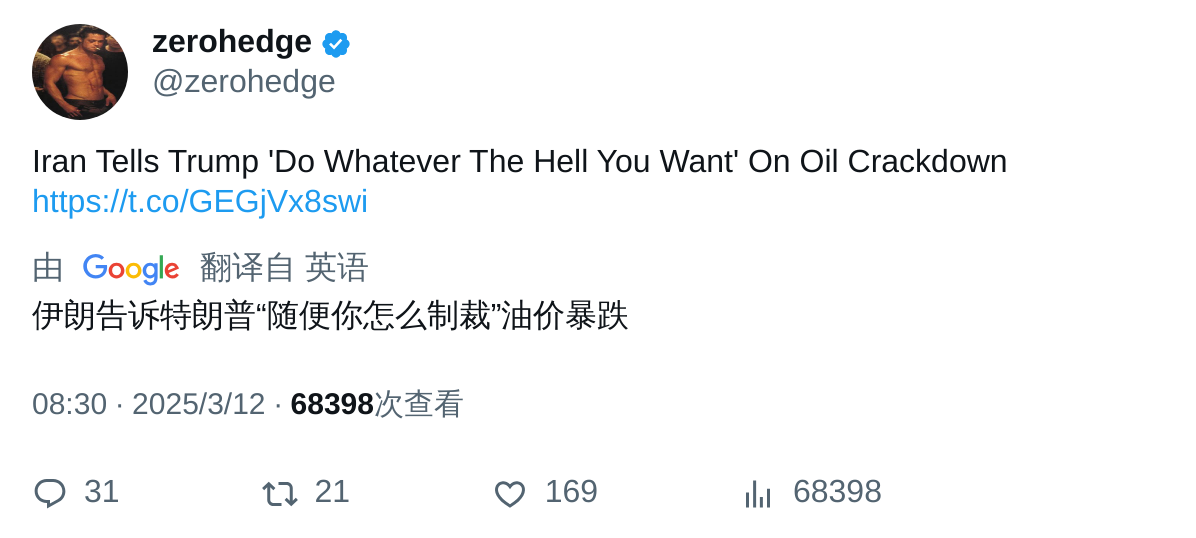 zerohedge
@zerohedge
Iran Tells Trump 'Do Whatever The Hell You Want' On Oil Crackdown
https://t.co/GEGjVx8swi
由 Google 翻译自 英语
伊朗告诉特朗普“随便你怎么制裁”油价暴跌
08:30 · 2025/3/12 · 68398次查看
31 21 169 68398